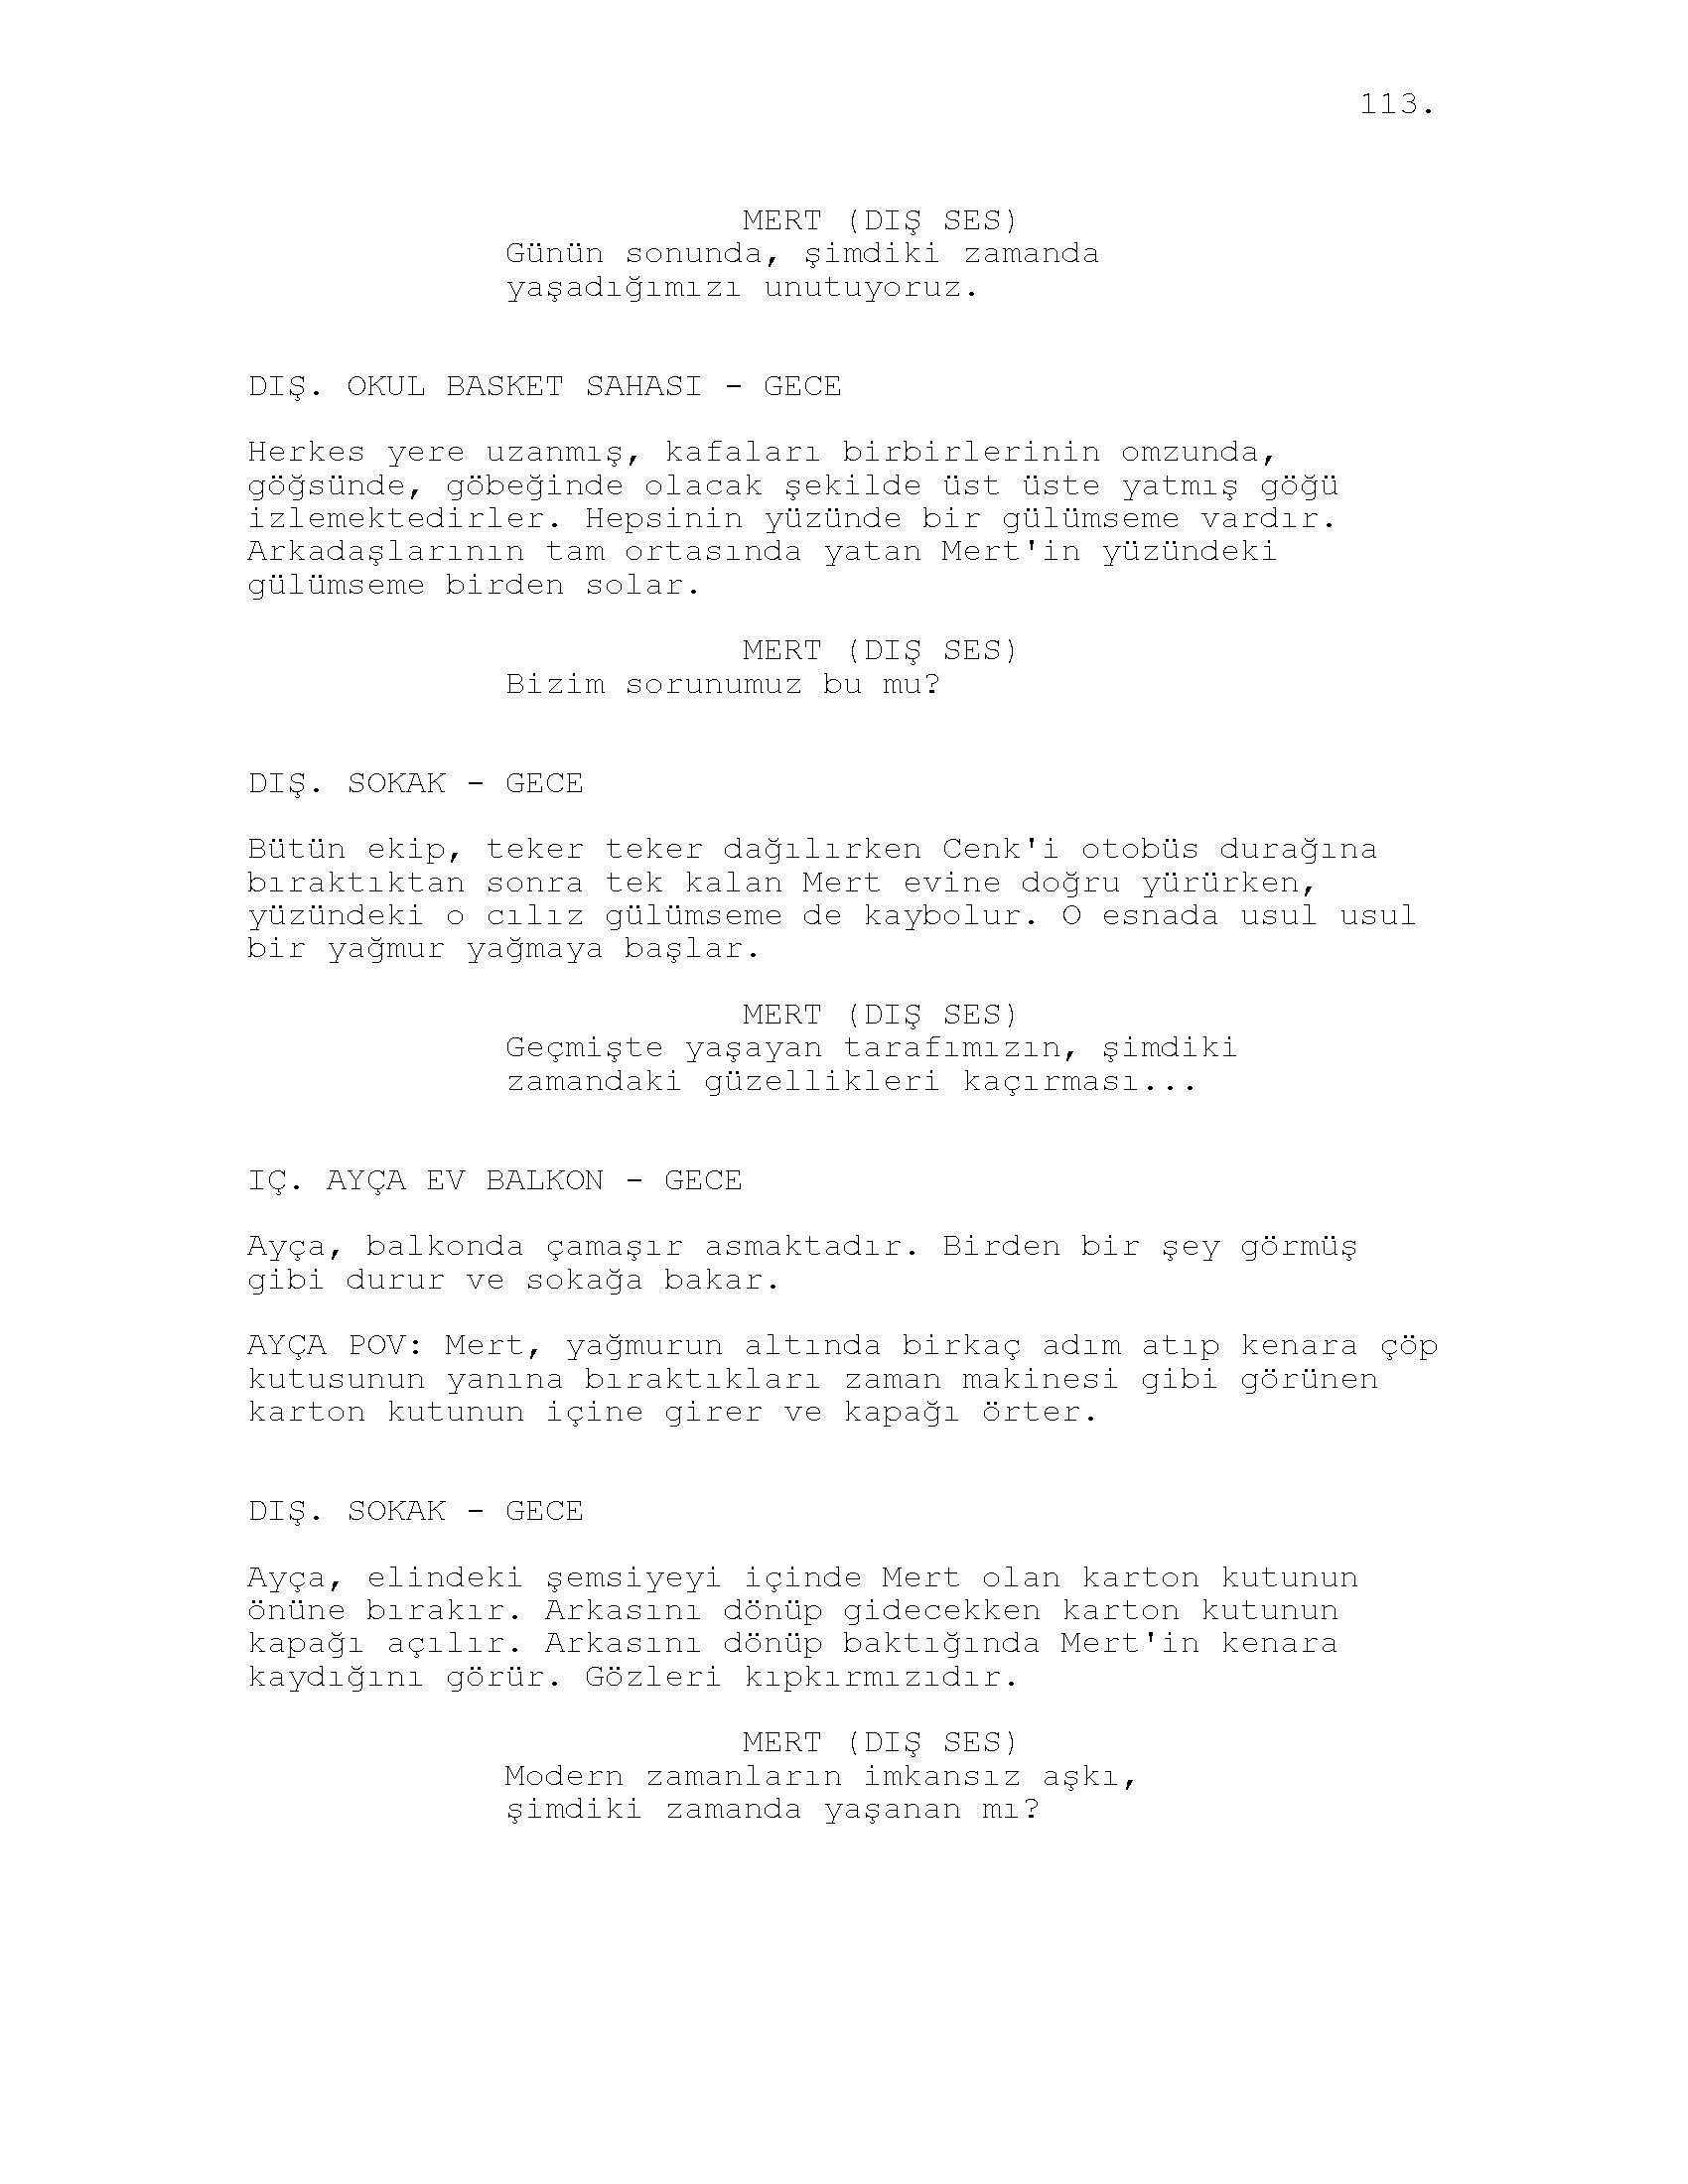 113.
MERT (DIŞ SES)
Günün sonunda, şimdiki zamanda
yaşadığımızı unutuyoruz.
DIŞ. OKUL BASKET SAHASI - GECE
Herkes yere uzanmış, kafaları birbirlerinin omzunda,
göğsünde, göbeğinde olacak şekilde üst üste yatmış göğü
izlemektedirler. Hepsinin yüzünde bir gülümseme vardır.
Arkadaşlarının tam ortasında yatan Mert'in yüzündeki
gülümseme birden solar.
MERT (DIŞ SES)
Bizim sorunumuz bu mu?
DIŞ. SOKAK - GECE
Bütün ekip, teker teker dağılırken Cenk'i otobüs durağına
bıraktıktan sonra tek kalan Mert evine doğru yürürken,
yüzündeki o cılız gülümseme de kaybolur. O esnada usul usul
bir yağmur yağmaya başlar.
MERT (DIŞ SES)
Geçmişte yaşayan tarafımızın, şimdiki
zamandaki güzellikleri kaçırması...
IÇ. AYÇA EV BALKON - GECE
Ayça, balkonda çamaşır asmaktadır. Birden bir şey görmüş
gibi durur ve sokağa bakar.
AYÇA POV: Mert, yağmurun altında birkaç adım atıp kenara çöp
kutusunun yanına bıraktıkları zaman makinesi gibi görünen
karton kutunun içine girer ve kapağı örter.
DIŞ. SOKAK - GECE
Ayça, elindeki şemsiyeyi içinde Mert olan karton kutunun
önüne bırakır. Arkasını dönüp gidecekken karton kutunun
kapağı açılır. Arkasını dönüp baktığında Mert'in kenara
kaydığını görür. Gözleri kıpkırmızıdır.
MERT (DIŞ SES)
Modern zamanların imkansız aşkı,
şimdiki zamanda yaşanan mı?